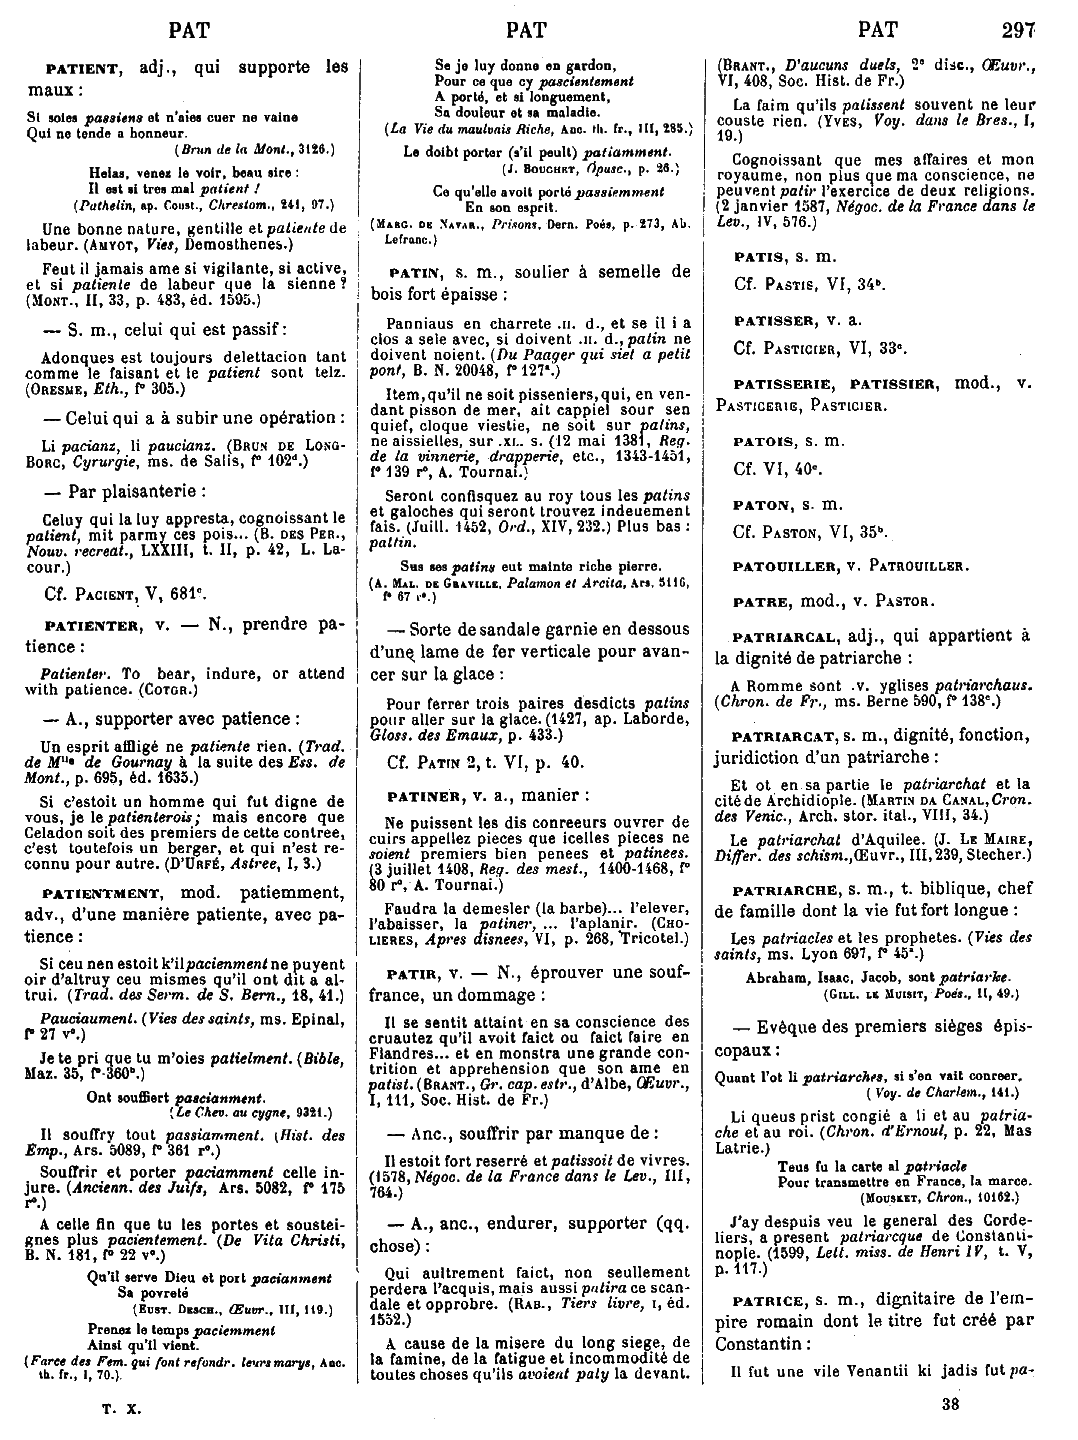 PAT
PAT
PAT
297
PATIENT, adj., qui supporte les
maux :
Si soies passiens et n'aies cuer ne vaine
Qui ne tende a honneur.
(Brun de la Mont., 3126.)
Helas, venez le voir, beau sire :
Il est si tres mal patient !
(Pathelin, ap. Coust., Chrestom., 241, 97.)
Une bonne nature, gentille et patiente de
labeur. (AMYOT, Vies, Demosthenes.)
Feut il jamais ame si vigilante, si active,
et si patiente de labeur que la sienne ?
(MONT., II, 33, p. 483, éd. 1595.)
— S. m., celui qui est passif :
Adonques est toujours delettacion tant
comme le faisant et le patient sont telz.
(ORESME, Eth., f° 305.)
— Celui qui a à subir une opération :
Li pacianz, li paucianz. (BRUN DE LONG-
BORC, Cyrurgie, ms. de Salis, f° 102d.)
— Par plaisanterie :
Celuy qui la luy appresta, cognoissant le
patient, mit parmy ces pois... (B. DES PER.,
Nouv. recreat., LXXIII, t. II, p. 42, L. La-
cour.)
Cf. PACIENT, V, 681c.
PATIENTER, v. — N., prendre pa-
tience :
Patienter. To bear, indure, or attend
with patience. (COTGR.)
— A., supporter avec patience :
Un esprit affligé ne patiente rien. (Trad.
de Mlle de Gournay à la suite des Ess. de
Mont., p. 695, éd. 1635.)
Si c'estoit un homme qui fut digne de
vous, je le patienterois ; mais encore que
Celadon soit des premiers de cette contree,
c'est toutefois un berger, et qui n'est re-
connu pour autre. (D'URFÉ, Astree, I, 3.)
PATIENTMENT, mod. patiemment,
adv., d'une manière patiente, avec pa-
tience :
Si ceu nen estoit k'il pacienment ne puyent
oir d'altruy ceu mismes qu'il ont dit a al-
trui. (Trad. des Serm. de S. Bern., 18, 41.)
Pauciaument. (Vies des saints, ms. Epinal,
f° 27 v°.)
Je te pri que tu m'oies patielment. (Bible,
Maz. 35, f° 360b.)
Ont souffiert pascianment.
(Le Chev. au cygne, 9321.)
Il souffry tout passiamment. (Hist. des
Emp., Ars. 5089, f° 361 r°.)
Souffrir et porter paciamment celle in-
jure. (Ancienn. des Juifs, Ars. 5082, f° 175
r°.)
A celle fin que tu les portes et soustei-
gnes plus pacientement. (De Vita Christi,
B. N. 181, f° 22 v°.)
Qu'il serve Dieu et port pacianment
Sa povreté
(EUST. DESCH., Œuvr., III, 119.)
Prenez le temps paciemment
Ainsi qu'il vient.
(Farce des Fem. qui font refondr. leurs marys, Anc.
th. fr., I, 70.)
T. X.
Se je luy donne en gardon,
Pour ce que cy pascientement
A porté, et si longuement,
Sa douleur et sa maladie.
(La Vie du maulvais Riche, Anc. th. fr., III, 285.)
Le doibt porter (s'il peult) patiamment.
(J. BOUCHET, Opusc., p. 26.)
Ce qu'elle avoit porté passiemment
En son esprit.
(MARG. DE NAVAR., Prisons, Dern. Poés, p. 273, Ab.
Lefranc.)
PATIN, s. m., soulier à semelle de
bois fort épaisse :
Panniaus en charrete .II. d., et se il i a
clos a sele avec, si doivent .II. d., patin ne
doivent noient. (Du Paager qui siet a petit
pont, B. N. 20048, f° 127a.)
Item, qu'il ne soit pisseniers, qui, en ven-
dant pisson de mer, ait cappiel sour sen
quief, cloque viestie, ne soit sur patins,
ne aissielles, sur .XL. s. (12 mai 1381, Reg.
de la vinnerie, drapperie, etc., 1343-1451,
f° 139 r°, A. Tournai.)
Seront confisquez au roy tous les patins
et galoches qui seront trouvez indeuement
fais. (Juill. 1452, Ord., XIV, 232.) Plus bas :
pattin.
Sus ses patins eut mainte riche pierre.
(A. MAL. DE GRAVILLE, Palamon et Arcita, Ars. 5116,
f° 67 r°.)
— Sorte de sandale garnie en dessous
d'une lame de fer verticale pour avan-
cer sur la glace :
Pour ferrer trois paires desdicts patins
pour aller sur la glace. (1427, ap. Laborde,
Gloss. des Emaux, p. 433.)
Cf. PATIN 2, t. VI, p. 40.
PATINER, v. a., manier :
Ne puissent les dis conreeurs ouvrer de
cuirs appellez pieces que icelles pieces ne
soient premiers bien penees et patinees.
(3 juillet 1408, Reg. des mest., 1400-1468, f°
80 r°, A. Tournai.)
Faudra la demesler (la barbe)... l'elever,
l'abaisser, la patiner, ... l'aplanir. (CHO-
LIERES, Apres disnees, VI, p. 268, Tricotel.)
PATIR, v. — N., éprouver une souf-
france, un dommage :
Il se sentit attaint en sa conscience des
cruautez qu'il avoit faict ou faict faire en
Flandres... et en monstra une grande con-
trition et apprehension que son ame en
patist. (BRANT., Gr. cap. estr., d'Albe, Œuvr.,
I, 111, Soc. Hist. de Fr.)
— Anc., souffrir par manque de :
Il estoit fort reserré et patissoit de vivres.
(1578, Négoc. de la France dans le Lev., III,
764.)
— A., anc., endurer, supporter (qq.
chose) :
Qui aultrement faict, non seullement
perdera l'acquis, mais aussi patira ce scan-
dale et opprobre. (RAB., Tiers livre, I, éd.
1552.)
A cause de la misere du long siege, de
la famine, de la fatigue et incommodité de
toutes choses qu'ils avoient paty la devant.
(BRANT., D'aucuns duels, 2e disc., Œuvr.,
VI, 408, Soc. Hist. de Fr.)
La faim qu'ils patissent souvent ne leur
couste rien. (YVES, Voy. dans le Bres., I,
19.)
Cognoissant que mes affaires et mon
royaume, non plus que ma conscience, ne
peuvent patir l'exercice de deux religions.
(2 janvier 1587, Négoc. de la France dans le
Lev., IV, 576.)
PATIS, s. m.
Cf. PASTIS, VI, 34b.
PATISSER, v. a.
Cf. PASTICIER, VI, 33c.
PATISSERIE, PATISSIER, mod., v.
PASTICERIE, PASTICIER.
PATOIS, s. m.
Cf. VI, 40c.
PATON, s. m.
Cf. PASTON, VI, 35b.
PATOUILLER, v. PATROUILLER.
PATRE, mod., v. PASTOR.
PATRIARCAL, adj., qui appartient à
la dignité de patriarche :
A Romme sont .v. yglises patriarchaus.
(Chron. de Fr., ms. Berne 590, f° 138c.)
PATRIARCAT, s. m., dignité, fonction,
juridiction d'un patriarche :
Et ot en sa partie le patriarchat et la
cité de Archidiople. (MARTIN DA CANAL, Cron.
des Venic., Arch. stor. ital., VIII, 34.)
Le patriarchat d'Aquilee. (J. LE MAIRE,
Differ. des schism., Œuvr., III, 239, Stecher.)
PATRIARCHE, s. m., t. biblique, chef
de famille dont la vie fut fort longue :
Les patriacles et les prophetes. (Vies des
saints, ms. Lyon 697, f° 45a.)
Abraham, Isaac, Jacob, sont patriarke.
(GILL. LE MUISIT, Poés., II, 49.)
— Evêque des premiers sièges épis-
copaux :
Quant l'ot li patriarches, si s'en vait conreer.
(Voy. de Charlem., 141.)
Li queus prist congié a li et au patria-
che et au roi. (Chron. d'Ernoul, p. 22, Mas
Latrie.)
Teus fu la carte al patriacle
Pour transmettre en France, la marce.
(MOUSKET, Chron., 10162.)
J'ay despuis veu le general des Corde-
liers, a present patriarcque de Constanti-
nople. (1599, Lett. miss. de Henri IV, t. V,
p. 117.)
PATRICE, s. m., dignitaire de l'em-
pire romain dont le titre fut créé par
Constantin :
Il fut une vile Venantii ki jadis fut pa-
38